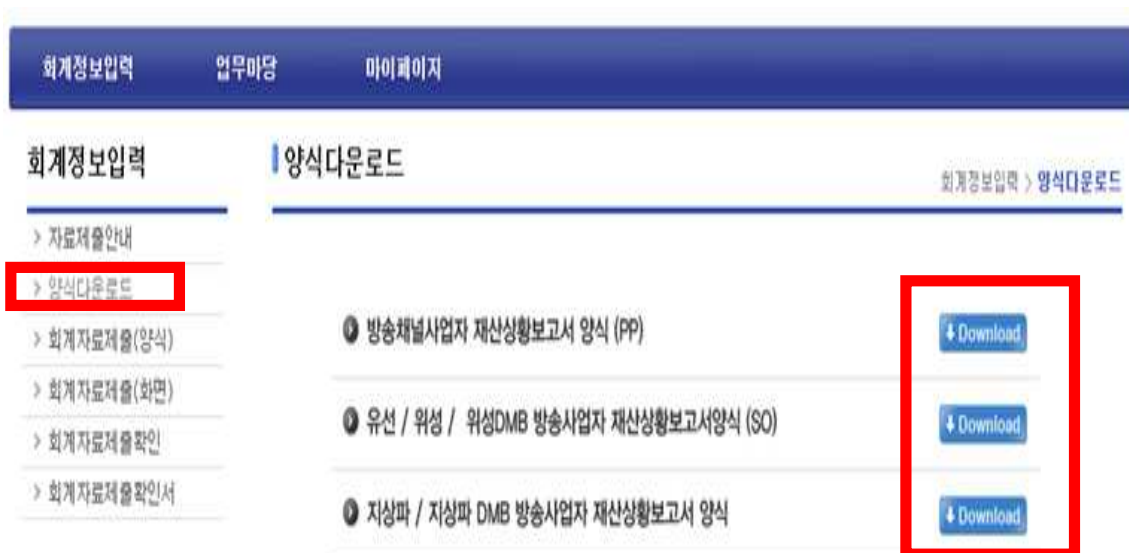 회계정보입력 업무마당 마이페이지
회계정보입력
> 자료제출안내
> 양식다운로드
> 회계자료제출(양식)
> 회계자료제출(화면)
> 회계자료제출확인
> 회계자료제출확인서
양식다운로드
회계정보입력 > 양식다운로드
방송채널사업자 재산상황보고서 양식 (PP)
Download
유선 / 위성 / 위성DMB 방송사업자 재산상황보고서양식 (SO)
Download
지상파 / 지상파 DMB 방송사업자 재산상황보고서 양식
Download